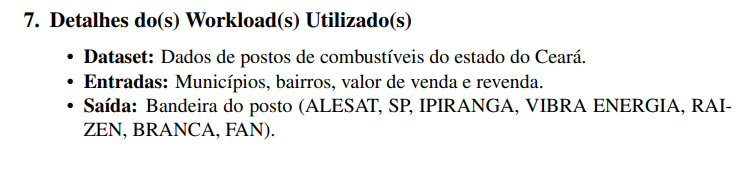 7. Detalhes do(s) Workload(s) Utilizado(s)
• Dataset: Dados de postos de combustíveis do estado do Ceará.
• Entradas: Municípios, bairros, valor de venda e revenda.
• Saída: Bandeira do posto (ALESAT, SP, IPIRANGA, VIBRA ENERGIA, RAI-
ZEN, BRANCA, FAN).